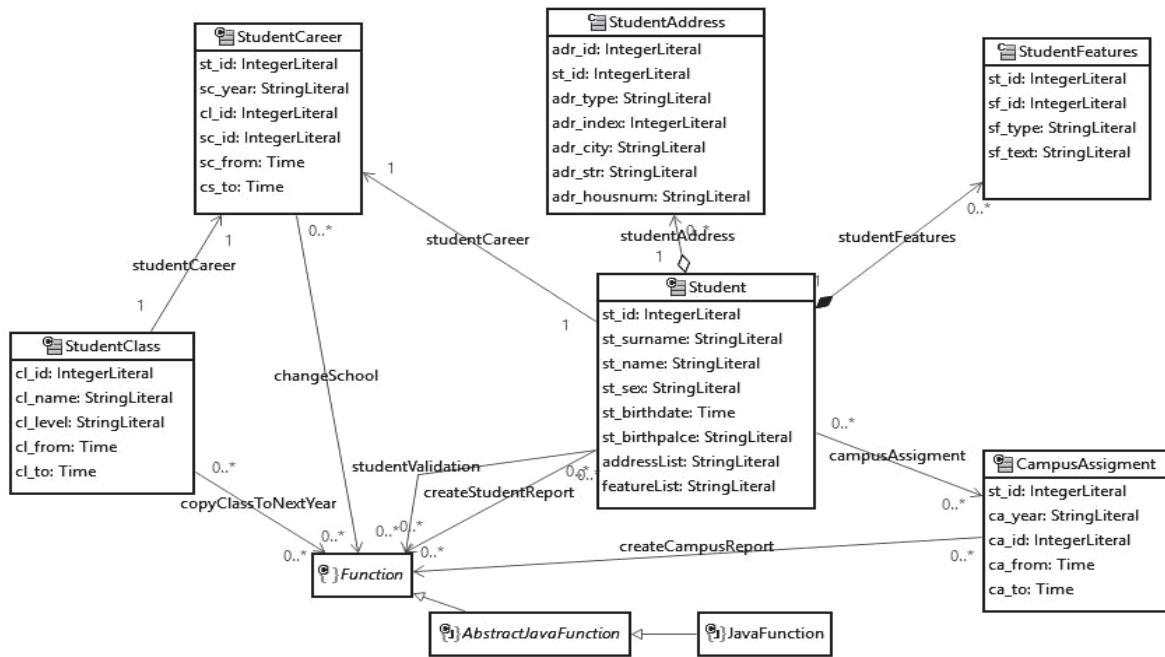 StudentCareer
st_id: IntegerLiteral
sc_year: StringLiteral
cl_id: IntegerLiteral
sc_id: IntegerLiteral
sc_from: Time
cs_to: Time
StudentAddress
adr_id: IntegerLiteral
st_id: IntegerLiteral
adr_type: StringLiteral
adr_index: IntegerLiteral
adr_city: StringLiteral
adr_str: StringLiteral
adr_housnum: StringLiteral
StudentFeatures
st_id: IntegerLiteral
sf_id: IntegerLiteral
sf_type: StringLiteral
sf_text: StringLiteral
1
0..*
1
studentCareer
1
studentCareer
1
0..*
studentAddress
1
0..*
studentFeatures
1
StudentClass
cl_id: IntegerLiteral
cl_name: StringLiteral
cl_level: StringLiteral
cl_from: Time
cl_to: Time
Student
st_id: IntegerLiteral
st_surname: StringLiteral
st_name: StringLiteral
st_sex: StringLiteral
st_birthdate: Time
st_birthpalce: StringLiteral
addressList: StringLiteral
featureList: StringLiteral
changeSchool
0..*
copyClassToNextYear
0..*
0..*
studentValidation
0..*
0..*
createStudentReport
0..*
0..*
0..*
campusAssigment
0..*
CampusAssigment
st_id: IntegerLiteral
ca_year: StringLiteral
ca_id: IntegerLiteral
ca_from: Time
ca_to: Time
createCampusReport
0..*
0..*
{ }Function
{J}AbstractJavaFunction
{J}JavaFunction